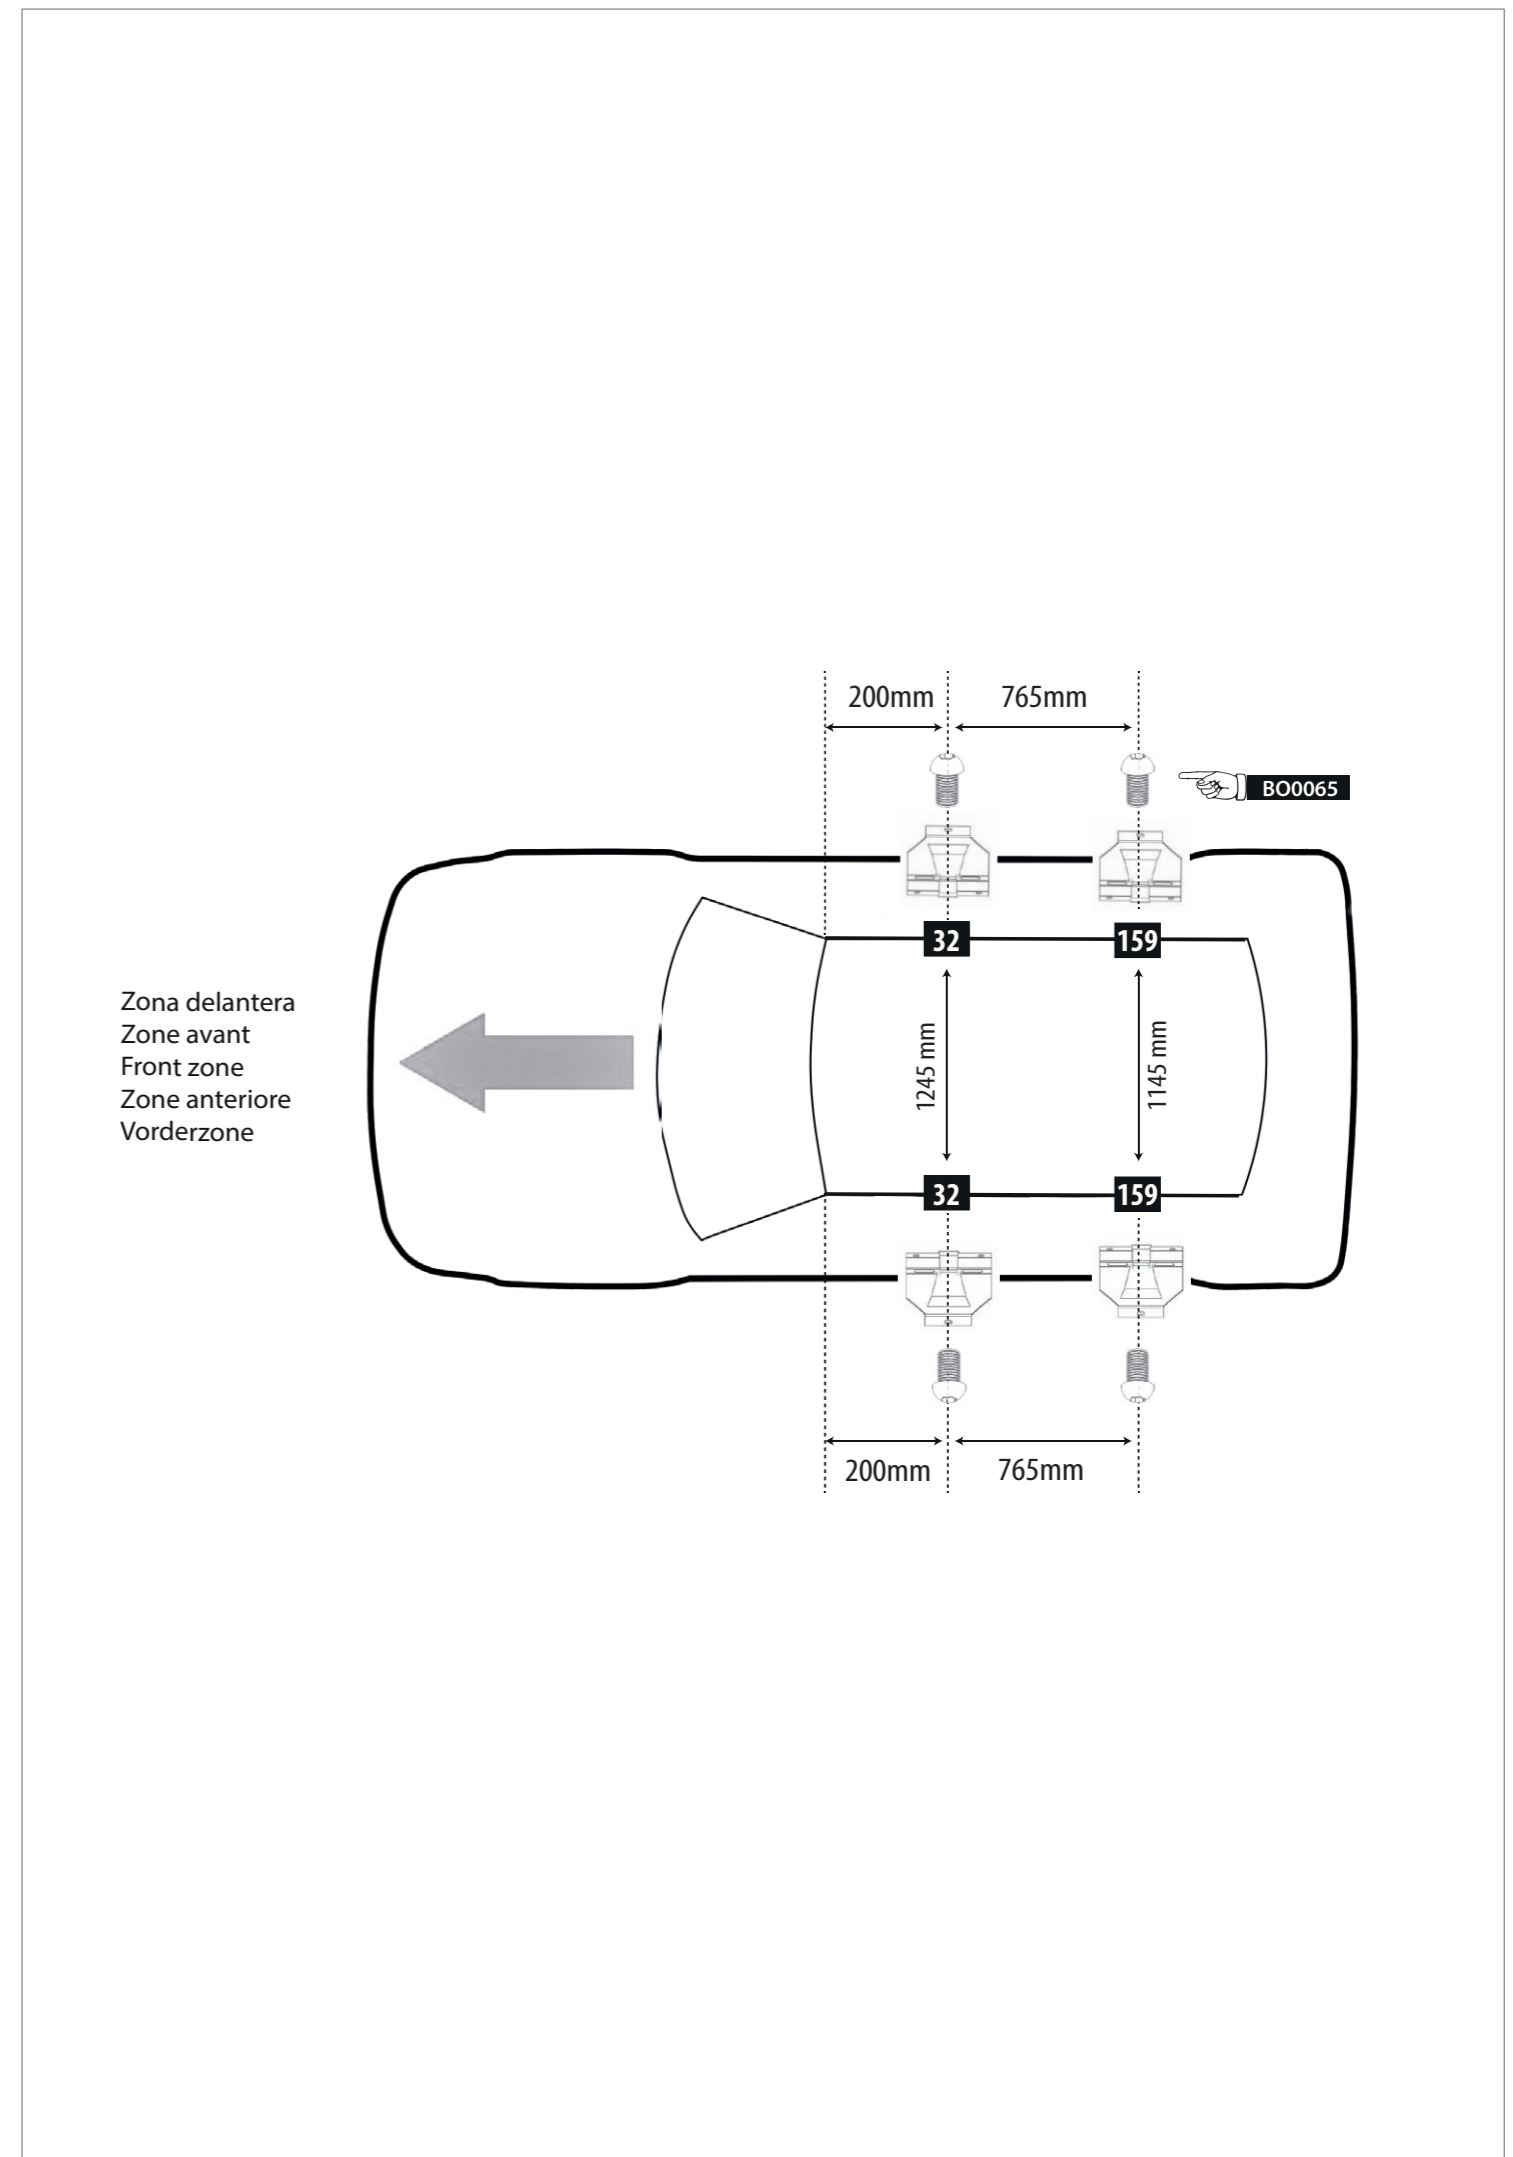 200mm
765mm
BO0065
32
159
Zona delantera
Zone avant
Front zone
Zone anteriore
Vorderzone
1245 mm
1145 mm
32
159
200mm
765mm